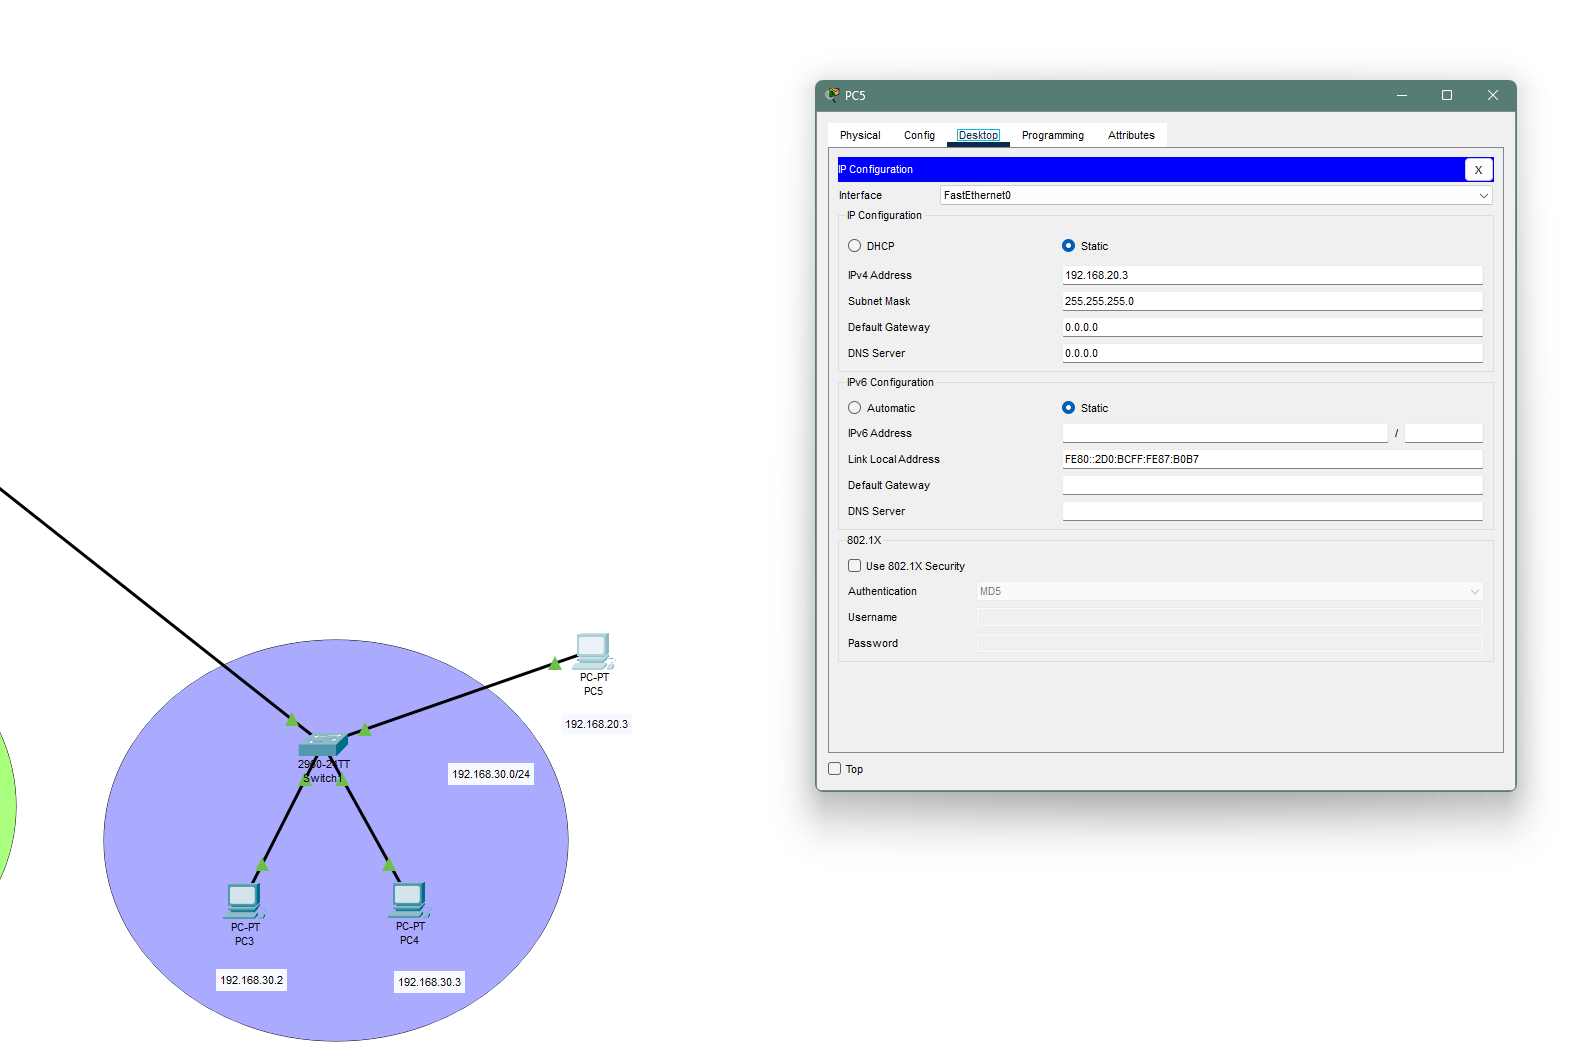 PC5
Physical Config Desktop Programming Attributes
IP Configuration X
Interface FastEthernet0
IP Configuration
DHCP Static
IPv4 Address 192.168.20.3
Subnet Mask 255.255.255.0
Default Gateway 0.0.0.0
DNS Server 0.0.0.0
IPv6 Configuration
Automatic Static
IPv6 Address /
Link Local Address FE80::2D0:BCFF:FE87:B0B7
Default Gateway
DNS Server
802.1X
Use 802.1X Security
Authentication MD5
Username
Password
Top
PC-PT
PC5
192.168.20.3
2960-24TT
Switch1
192.168.30.0/24
PC-PT
PC3
192.168.30.2
PC-PT
PC4
192.168.30.3